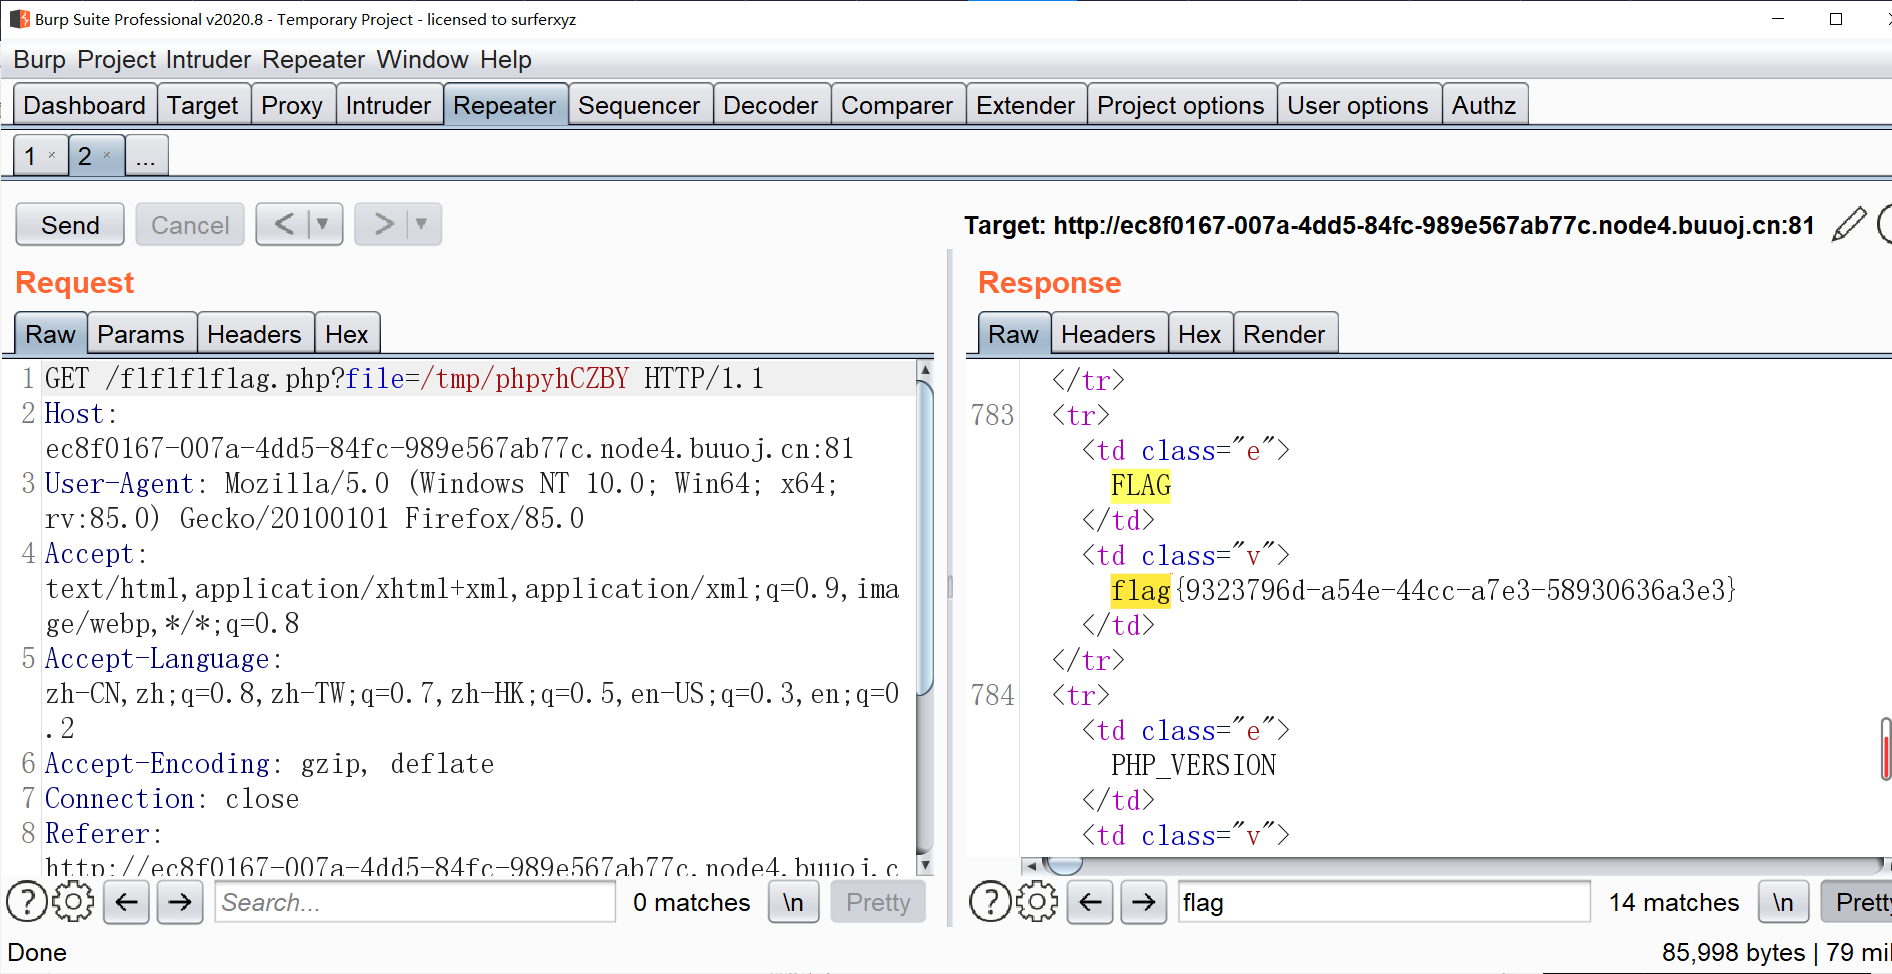 Burp Suite Professional v2020.8 - Temporary Project - licensed to surferxyz
Burp Project Intruder Repeater Window Help
Dashboard Target Proxy Intruder Repeater Sequencer Decoder Comparer Extender Project options User options Authz
1 × 2 × ...
Send Cancel < ▼ > ▼
Target: http://ec8f0167-007a-4dd5-84fc-989e567ab77c.node4.buuoj.cn:81
Request
Raw Params Headers Hex
1 GET /flflflflag.php?file=/tmp/phpyhCZBY HTTP/1.1
2 Host:
ec8f0167-007a-4dd5-84fc-989e567ab77c.node4.buuoj.cn:81
3 User-Agent: Mozilla/5.0 (Windows NT 10.0; Win64; x64;
rv:85.0) Gecko/20100101 Firefox/85.0
4 Accept:
text/html,application/xhtml+xml,application/xml;q=0.9,ima
ge/webp,*/*;q=0.8
5 Accept-Language:
zh-CN,zh;q=0.8,zh-TW;q=0.7,zh-HK;q=0.5,en-US;q=0.3,en;q=0
.2
6 Accept-Encoding: gzip, deflate
7 Connection: close
8 Referer:
http://ec8f0167-007a-4dd5-84fc-989e567ab77c.node4.buuoj.c
? ← → Search... 0 matches \n Pretty
Response
Raw Headers Hex Render
</tr>
783 <tr>
<td class="e">
FLAG
</td>
<td class="v">
flag{9323796d-a54e-44cc-a7e3-58930636a3e3}
</td>
</tr>
784 <tr>
<td class="e">
PHP_VERSION
</td>
<td class="v">
? ← → flag 14 matches \n Pretty
Done
85,998 bytes | 79 mil